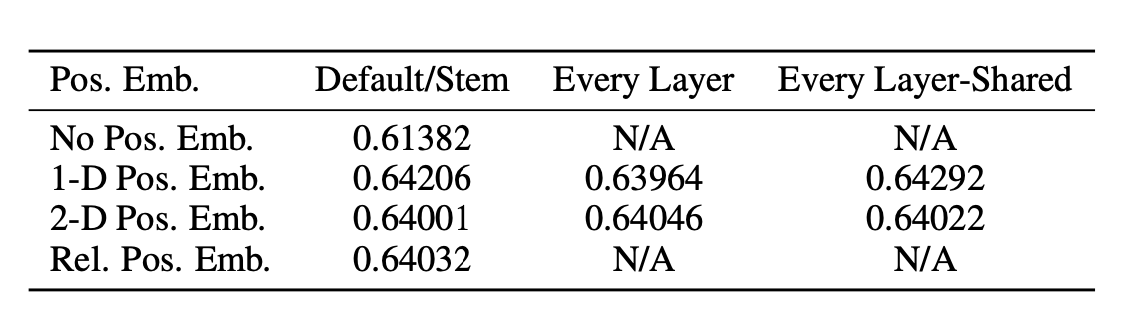 Pos. Emb. Default/Stem Every Layer Every Layer-Shared
No Pos. Emb. 0.61382 N/A N/A
1-D Pos. Emb. 0.64206 0.63964 0.64292
2-D Pos. Emb. 0.64001 0.64046 0.64022
Rel. Pos. Emb. 0.64032 N/A N/A